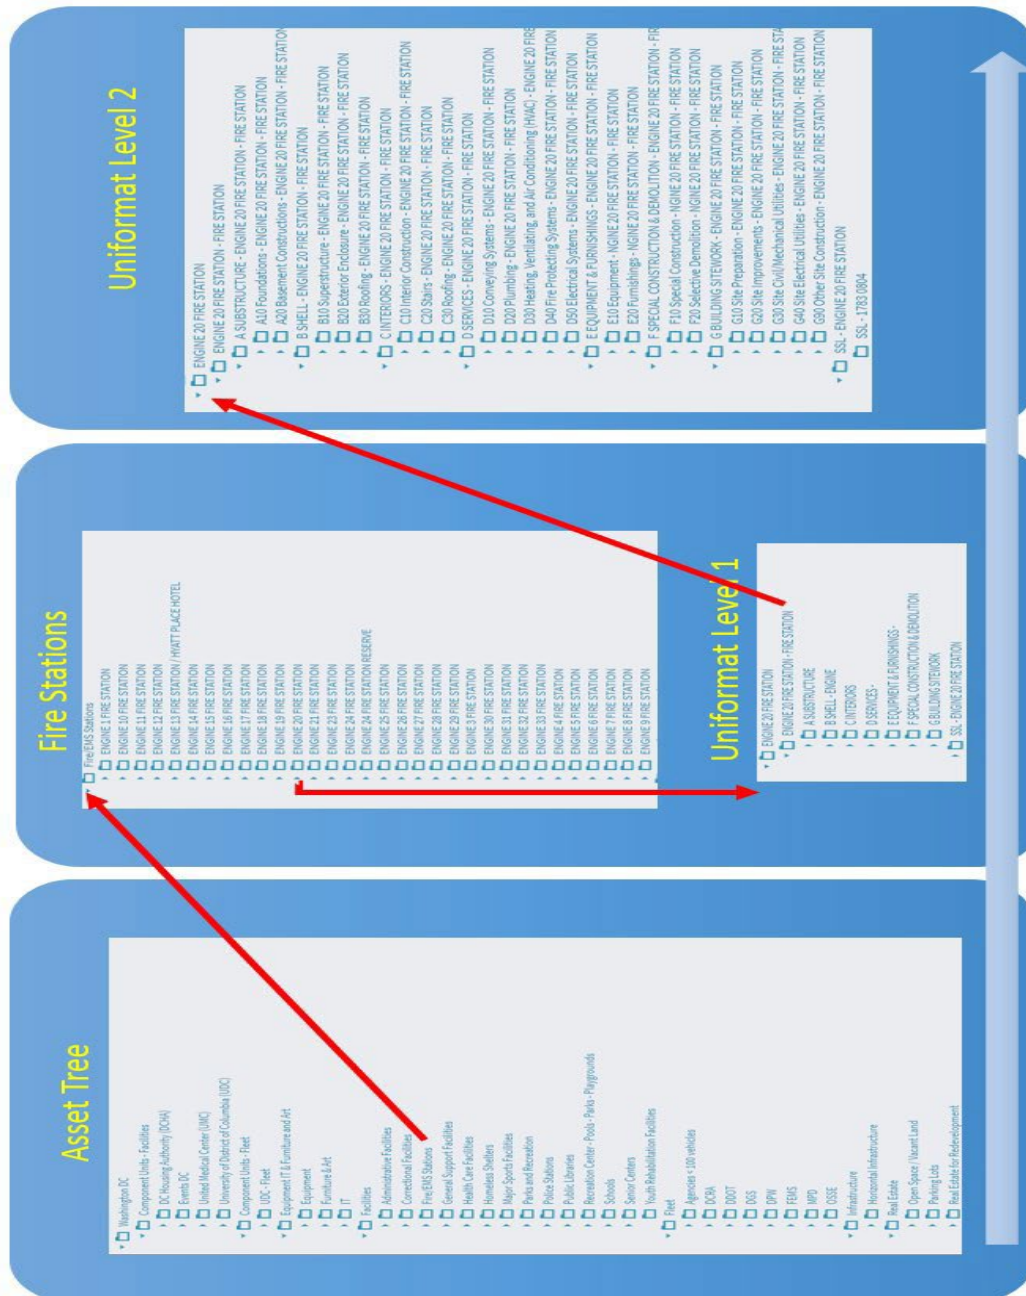 Asset Tree
Washington DC
Component Units - Facilities
DC Housing Authority (DCHA)
Events DC
United Medical Center (UMC)
University of District of Columbia (UDC)
Component Units - Fleet
UDC - Fleet
Equipment IT & Furniture and Art
Equipment
Furniture & Art
IT
Facilities
Administrative Facilities
Correctional Facilities
Fire/EMS Stations
General Support Facilities
Health Care Facilities
Homeless Shelters
Major Sports Facilities
Parks and Recreation
Police Stations
Public Libraries
Recreation Center - Pools - Parks - Playgrounds
Schools
Senior Centers
Youth Rehabilitation Facilities
Fleet
Agencies < 100 vehicles
DCRA
DDOT
DGS
DPW
FEMS
MPD
OSSE
Infrastructure
Horizontal Infrastructure
Real Estate
Open Space / Vacant Land
Parking Lots
Real Estate for Redevelopment
Fire Stations
Fire/EMS Stations
ENGINE 1 FIRE STATION
ENGINE 10 FIRE STATION
ENGINE 11 FIRE STATION
ENGINE 12 FIRE STATION
ENGINE 13 FIRE STATION / HYATT PLACE HOTEL
ENGINE 14 FIRE STATION
ENGINE 15 FIRE STATION
ENGINE 16 FIRE STATION
ENGINE 17 FIRE STATION
ENGINE 18 FIRE STATION
ENGINE 19 FIRE STATION
ENGINE 20 FIRE STATION
ENGINE 21 FIRE STATION
ENGINE 22 FIRE STATION
ENGINE 23 FIRE STATION
ENGINE 24 FIRE STATION
ENGINE 24 FIRE STATION RESERVE
ENGINE 25 FIRE STATION
ENGINE 26 FIRE STATION
ENGINE 27 FIRE STATION
ENGINE 28 FIRE STATION
ENGINE 29 FIRE STATION
ENGINE 3 FIRE STATION
ENGINE 30 FIRE STATION
ENGINE 31 FIRE STATION
ENGINE 32 FIRE STATION
ENGINE 33 FIRE STATION
ENGINE 4 FIRE STATION
ENGINE 5 FIRE STATION
ENGINE 6 FIRE STATION
ENGINE 7 FIRE STATION
ENGINE 8 FIRE STATION
ENGINE 9 FIRE STATION
Uniformat Level 1
ENGINE 20 FIRE STATION
ENGINE 20 FIRE STATION - FIRE STATION
A SUBSTRUCTURE
B SHELL - ENGINE
C INTERIORS
D SERVICES -
E EQUIPMENT & FURNISHINGS -
F SPECIAL CONSTRUCTION & DEMOLITION
G BUILDING SITEWORK
SSL - ENGINE 20 FIRE STATION
Uniformat Level 2
ENGINE 20 FIRE STATION
ENGINE 20 FIRE STATION - FIRE STATION
A SUBSTRUCTURE - ENGINE 20 FIRE STATION - FIRE STATION
A10 Foundations - ENGINE 20 FIRE STATION - FIRE STATION
A20 Basement Constructions - ENGINE 20 FIRE STATION - FIRE STATION
B SHELL - ENGINE 20 FIRE STATION - FIRE STATION
B10 Superstructure - ENGINE 20 FIRE STATION - FIRE STATION
B20 Exterior Enclosure - ENGINE 20 FIRE STATION - FIRE STATION
B30 Roofing - ENGINE 20 FIRE STATION - FIRE STATION
C INTERIORS - ENGINE 20 FIRE STATION - FIRE STATION
C10 Interior Construction - ENGINE 20 FIRE STATION - FIRE STATION
C20 Stairs - ENGINE 20 FIRE STATION - FIRE STATION
C30 Roofing - ENGINE 20 FIRE STATION - FIRE STATION
D SERVICES - ENGINE 20 FIRE STATION - FIRE STATION
D10 Conveying Systems - ENGINE 20 FIRE STATION - FIRE STATION
D20 Plumbing - ENGINE 20 FIRE STATION - FIRE STATION
D30 Heating, Ventilating, and Air Conditioning (HVAC) - ENGINE 20 FIRE
D40 Fire Protecting Systems - ENGINE 20 FIRE STATION - FIRE STATION
D50 Electrical Systems - ENGINE 20 FIRE STATION - FIRE STATION
E EQUIPMENT & FURNISHINGS - ENGINE 20 FIRE STATION - FIRE STATION
E10 Equipment - NGINE 20 FIRE STATION - FIRE STATION
E20 Furnishings - NGINE 20 FIRE STATION - FIRE STATION
F SPECIAL CONSTRUCTION & DEMOLITION - ENGINE 20 FIRE STATION - FIR
F10 Special Construction - NGINE 20 FIRE STATION - FIRE STATION
F20 Selective Demolition - NGINE 20 FIRE STATION - FIRE STATION
G BUILDING SITEWORK - ENGINE 20 FIRE STATION - FIRE STATION
G10 Site Preparation - ENGINE 20 FIRE STATION - FIRE STATION
G20 Site Improvements - ENGINE 20 FIRE STATION - FIRE STATION
G30 Site Civil/Mechanical Utilities - ENGINE 20 FIRE STATION - FIRE STA
G40 Site Electrical Utilities - ENGINE 20 FIRE STATION - FIRE STATION
G90 Other Site Construction - ENGINE 20 FIRE STATION - FIRE STATION
SSL - ENGINE 20 FIRE STATION
SSL - 1783 0804